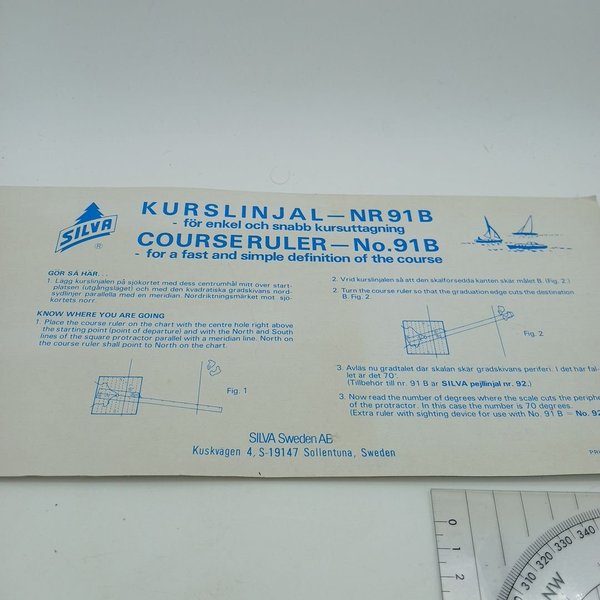 SILVA
®
KURSLINJAL – NR 91 B
- för enkel och snabb kursuttagning
COURSE RULER – No. 91 B
- for a fast and simple definition of the course
GÖR SÅ HÄR. . .
1. Lägg kurslinjalen på sjökortet med dess centrumhål mitt över start-
platsen (utgångsläget) och med den kvadratiska gradskivans nord-
sydlinjer parallella med en meridian. Nordriktningsmärket mot sjö-
kortets norr.
KNOW WHERE YOU ARE GOING
1. Place the course ruler on the chart with the centre hole right above
the starting point (point of departure) and with the North and South
lines of the square protractor parallel with a meridian line. North on
the course ruler shall point to North on the chart.
Fig. 1
2. Vrid kurslinjalen så att den skalförsedda kanten skär målet B. (Fig. 2.)
2. Turn the course ruler so that the graduation edge cuts the destination
B. Fig. 2.
Fig. 2
3. Avläs nu gradtalet där skalan skär gradskivans periferi. I det här fal-
let är det 70°.
(Tillbehör till nr. 91 B är SILVA pejllinjal nr. 92.)
3. Now read the number of degrees where the scale cuts the periphe
of the protractor. In this case the number is 70 degrees.
(Extra ruler with sighting device for use with No. 91 B = No. 92
SILVA Sweden AB
Kuskvägen 4, S-19147 Sollentuna, Sweden
0
1
2
310 320 330 340
NW